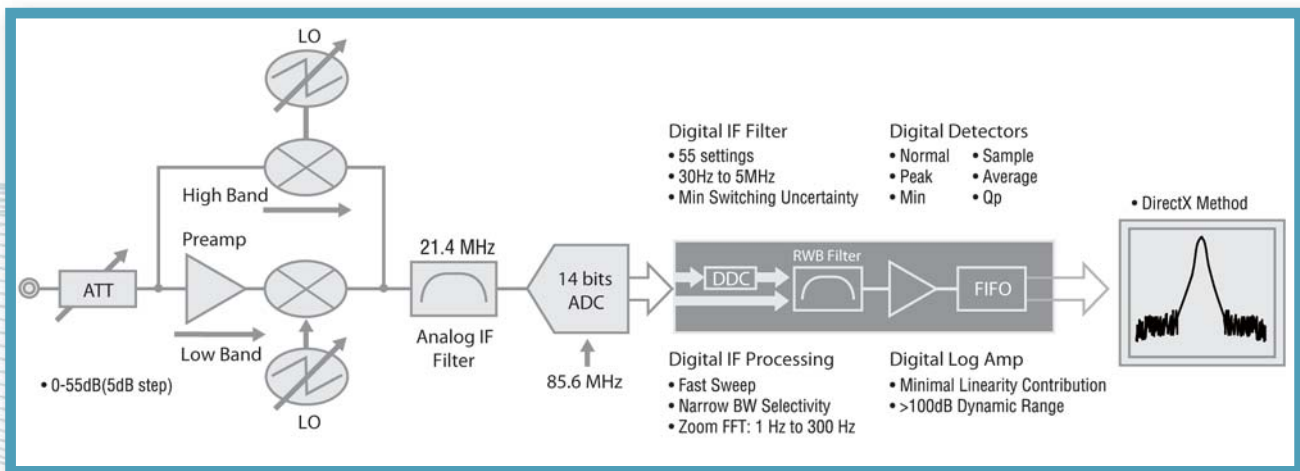 LO
High Band
Preamp
ATT
Low Band
• 0-55dB(5dB step)
LO
21.4 MHz
Analog IF
Filter
14 bits
ADC
85.6 MHz
Digital IF Filter
• 55 settings
• 30Hz to 5MHz
• Min Switching Uncertainty
Digital Detectors
• Normal • Sample
• Peak • Average
• Min • Qp
DDC
RWB Filter
FIFO
Digital IF Processing
• Fast Sweep
• Narrow BW Selectivity
• Zoom FFT: 1 Hz to 300 Hz
Digital Log Amp
• Minimal Linearity Contribution
• >100dB Dynamic Range
• DirectX Method